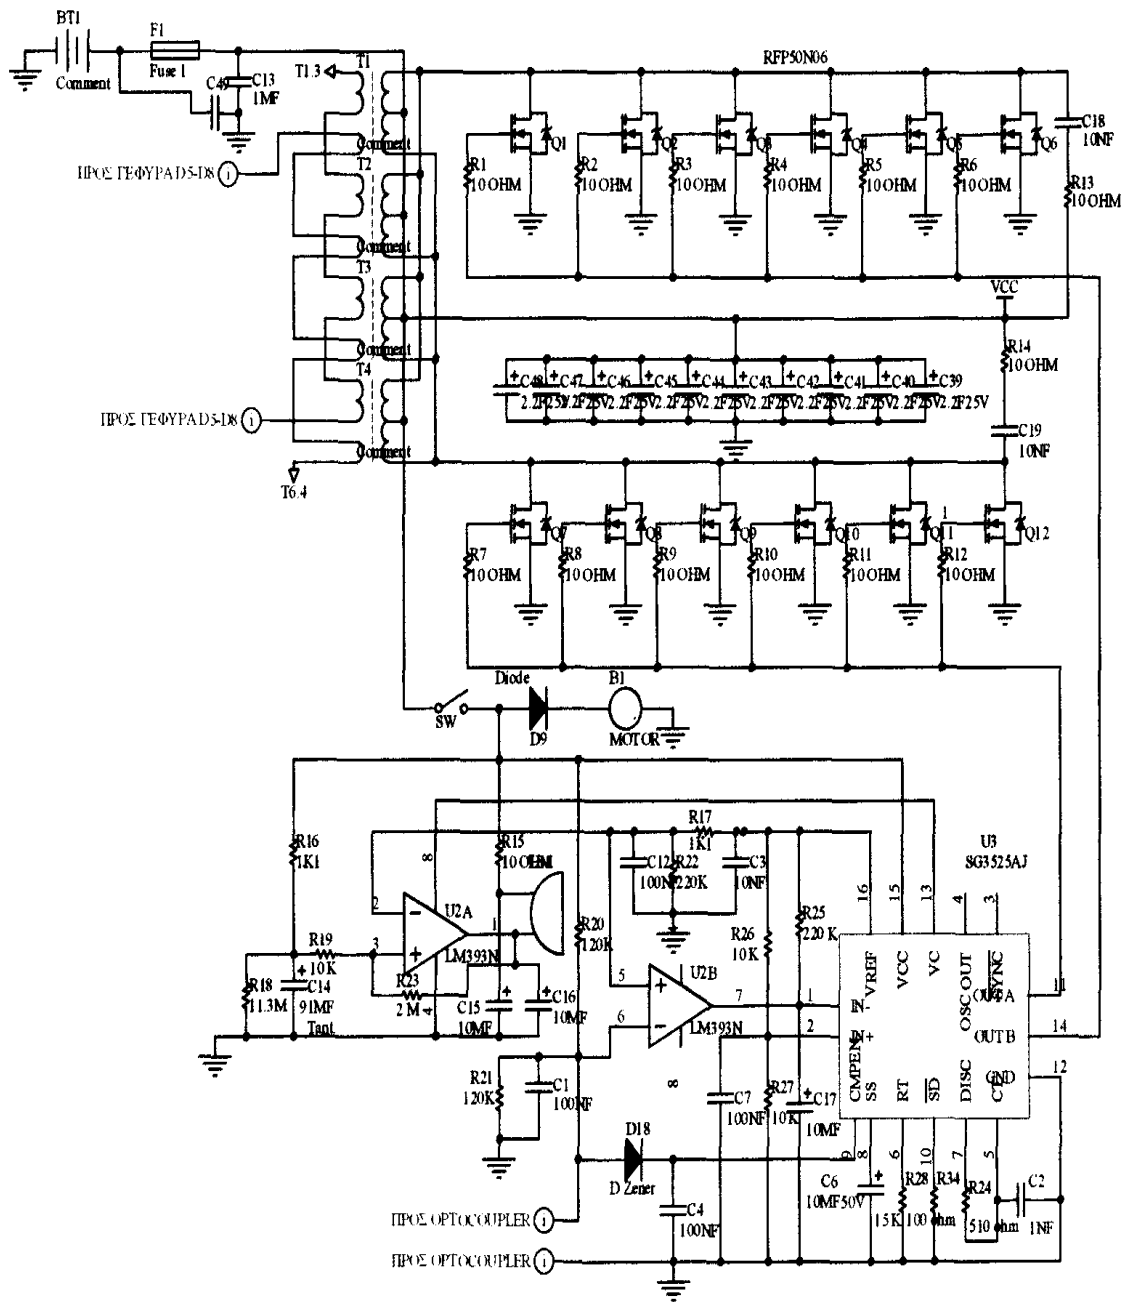 BT1
F1
Fuse 1
Comment
C49
C13
1MF
T1.3
T1
Comment
ΠΡΟΣ ΓΕΦΥΡΑ D5-D8
T2
Comment
T3
Comment
T4
ΠΡΟΣ ΓΕΦΥΡΑ D5-D8
Comment
T6.4
RFP50N06
Q1
Q2
Q3
Q4
Q5
Q6
R1
10 OHM
R2
10 OHM
R3
10 OHM
R4
10 OHM
R5
10 OHM
R6
10 OHM
C18
10NF
R13
10 OHM
VCC
R14
10 OHM
C48
C47
C46
C45
C44
C43
C42
C41
C40
C39
2.2F25V
C19
10NF
Q7
Q8
Q9
Q10
Q11
1
Q12
R7
10 OHM
R8
10 OHM
R9
10 OHM
R10
10 OHM
R11
10 OHM
R12
10 OHM
SW
Diode
D9
B1
MOTOR
R16
1K1
R15
R17
1K1
C12
100NF
R22
220K
C3
10NF
U3
SG3525AJ
8
2
U2A
1
3
LM393N
4
R19
10K
R18
11.3M
C14
91MF
Tant
R23
2 M
C15
10MF
C16
10MF
R20
120K
U2B
5
6
7
LM393N
8
R26
10K
R25
220 K
16
15
13
4
3
VREF
VCC
VC
OSC OUT
SYNC
1
IN-
2
IN+
OUTA
11
OUTB
14
GND
12
CMPEN
SS
RT
SD
DISC
CT
9
8
6
10
7
5
R21
120K
C1
100NF
C7
100NF
R27
10K
C17
10MF
D18
D Zener
C4
100NF
C6
10MF50V
R28
15K
R34
100 ohm
R24
510 ohm
C2
1NF
ΠΡΟΣ OPTOCOUPLER
ΠΡΟΣ OPTOCOUPLER